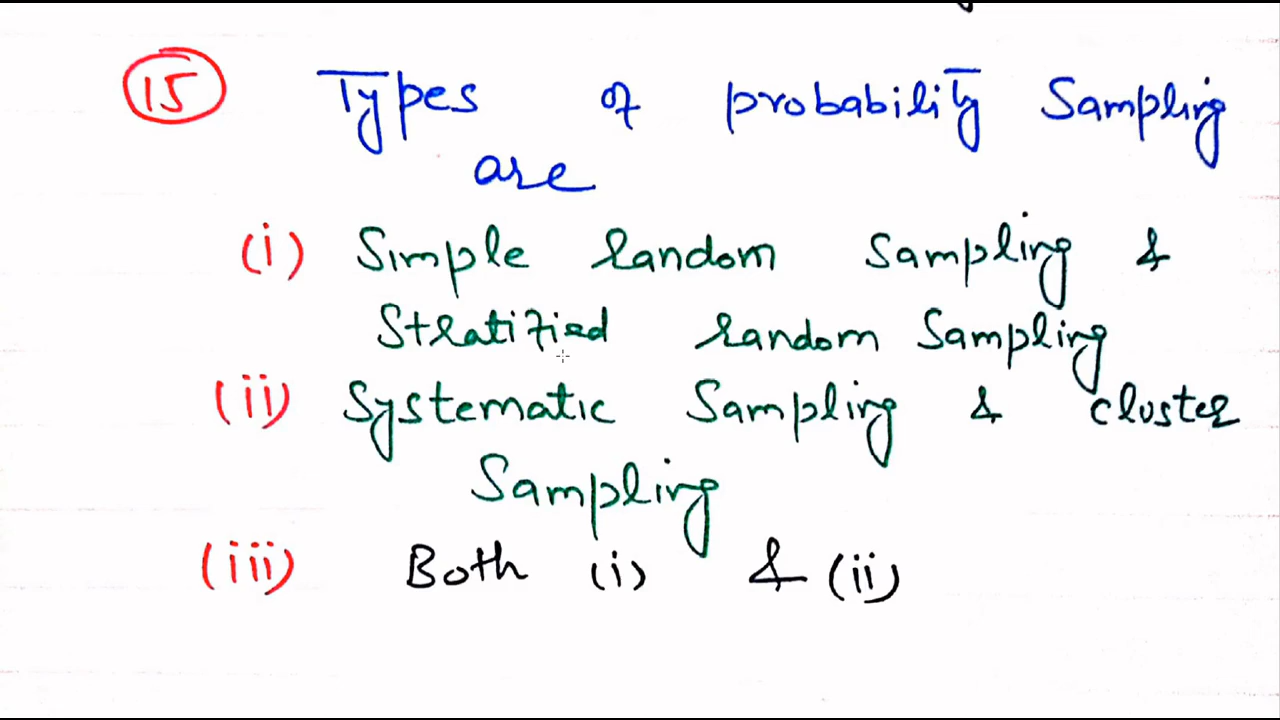 15 Types of probability Sampling
are
(i) Simple random Sampling &
Stratified random Sampling
(ii) Systematic Sampling & cluster
Sampling
(iii) Both (i) & (ii)